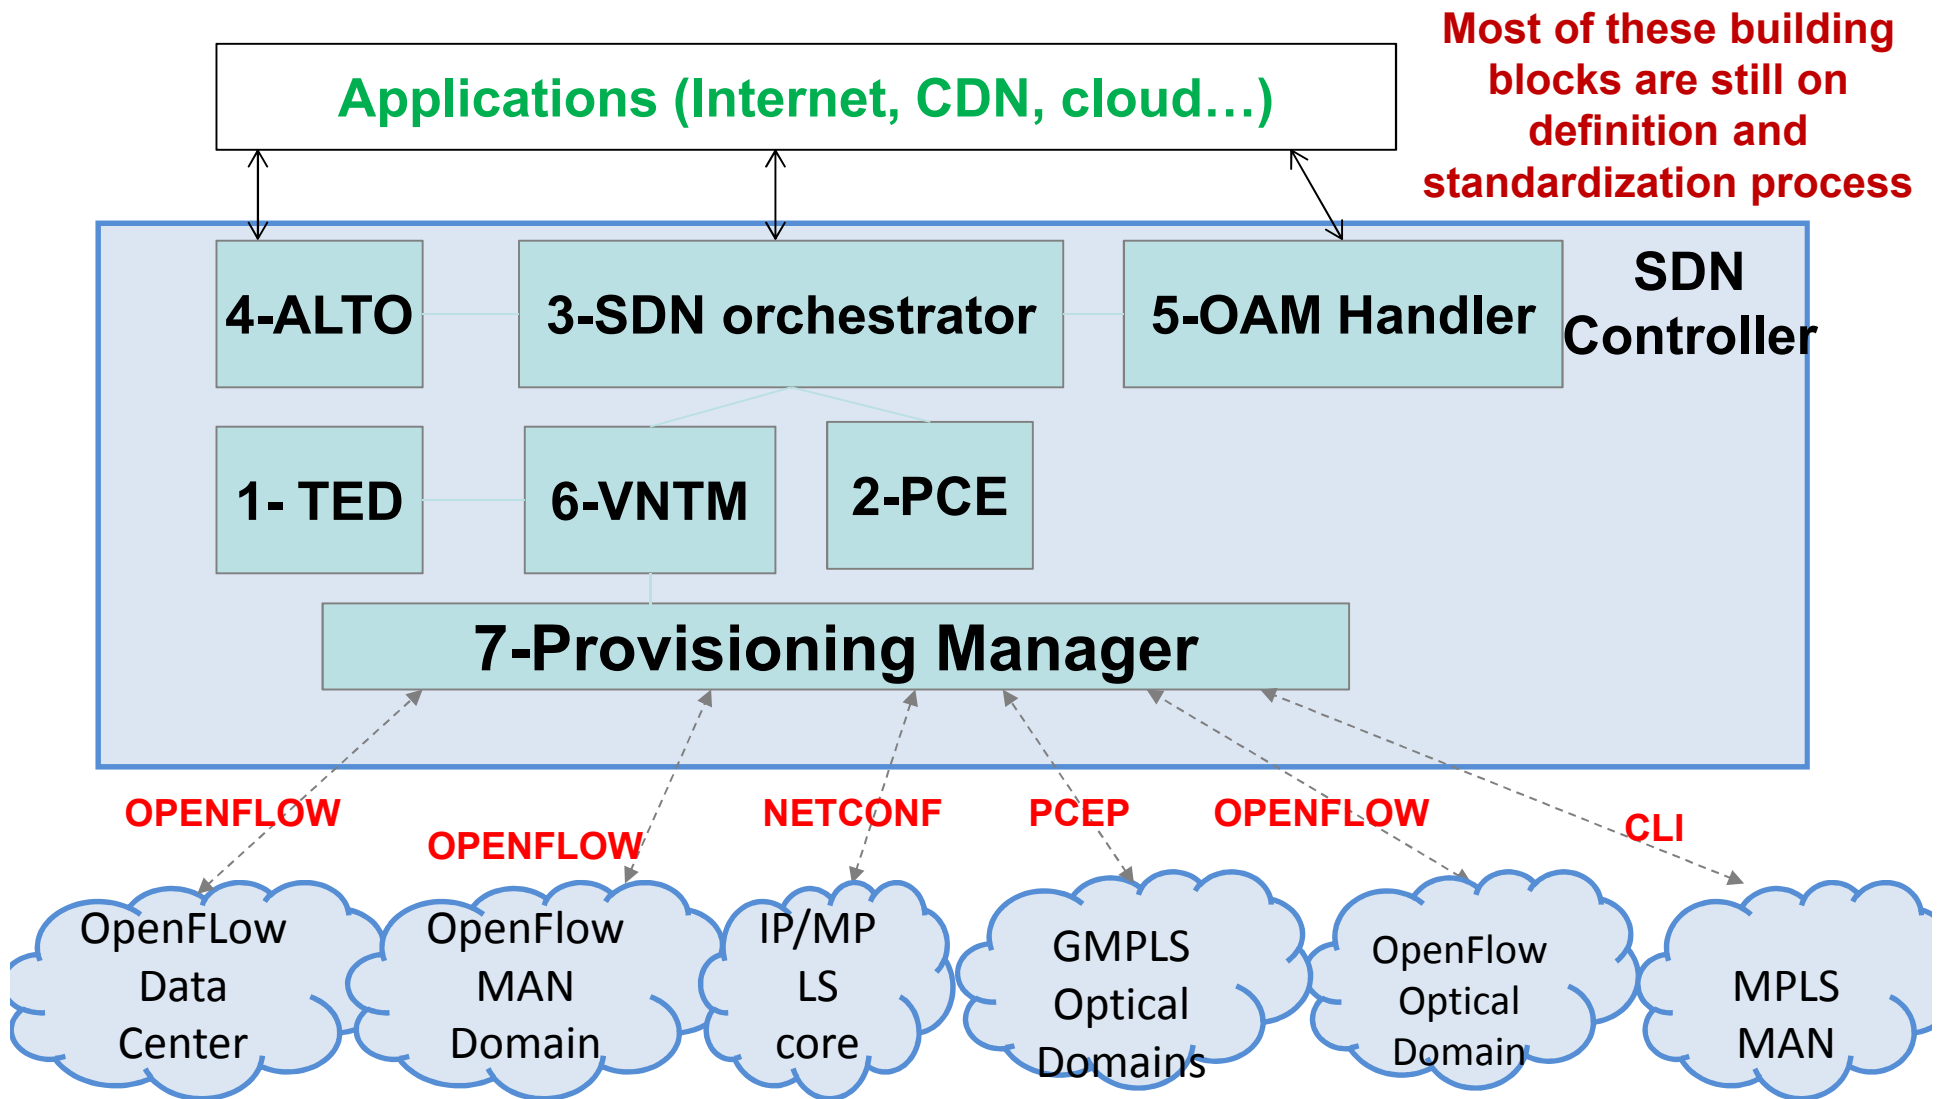 Most of these building
blocks are still on
definition and
standardization process
Applications (Internet, CDN, cloud...)
SDN
Controller
4-ALTO
3-SDN orchestrator
5-OAM Handler
1- TED
6-VNTM
2-PCE
7-Provisioning Manager
OPENFLOW
OPENFLOW
NETCONF
PCEP
OPENFLOW
CLI
OpenFLow
Data
Center
OpenFlow
MAN
Domain
IP/MP
LS
core
GMPLS
Optical
Domains
OpenFlow
Optical
Domain
MPLS
MAN